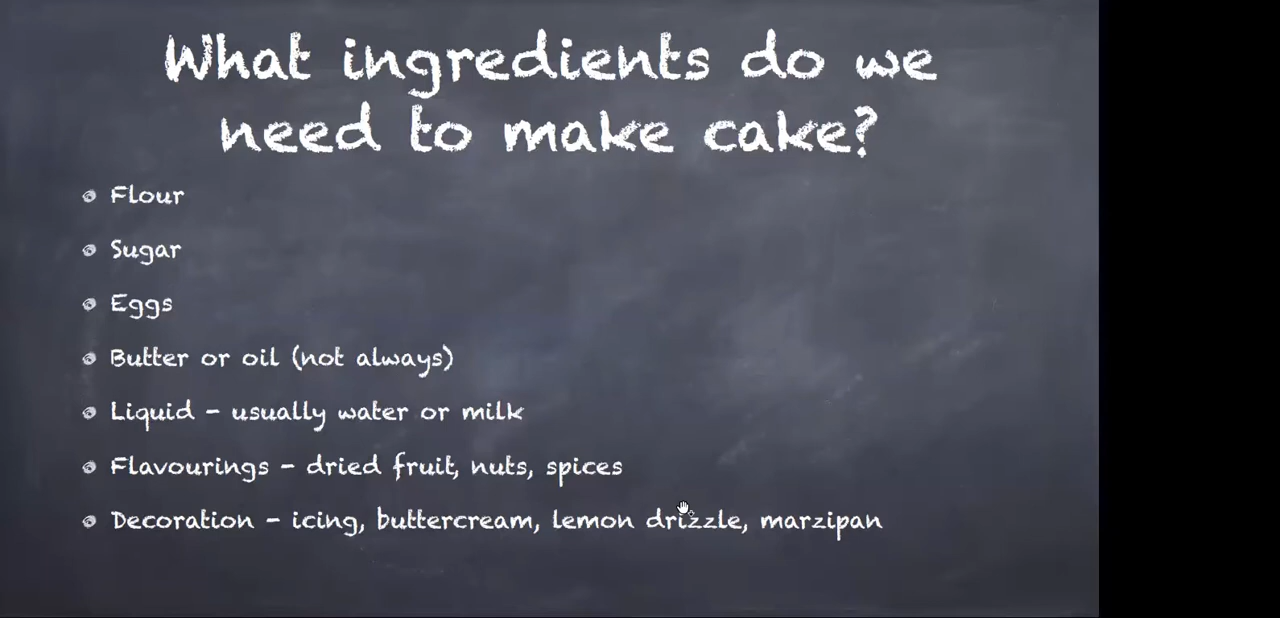 What ingredients do we
need to make cake?
Flour
Sugar
Eggs
Butter or oil (not always)
Liquid - usually water or milk
Flavourings - dried fruit, nuts, spices
Decoration - icing, buttercream, lemon drizzle, marzipan